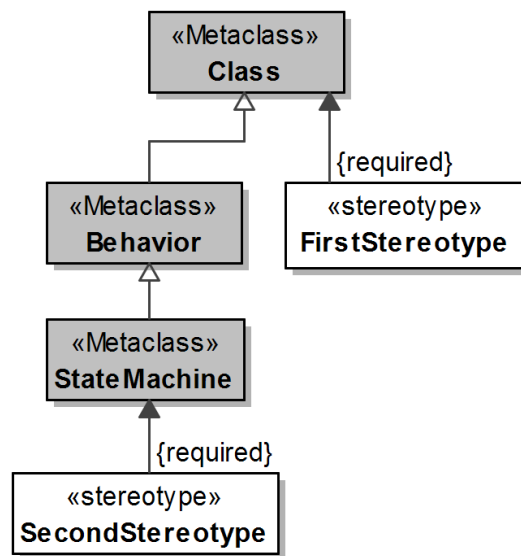 «Metaclass»
Class
{required}
«Metaclass»
Behavior
«stereotype»
FirstStereotype
«Metaclass»
StateMachine
{required}
«stereotype»
SecondStereotype